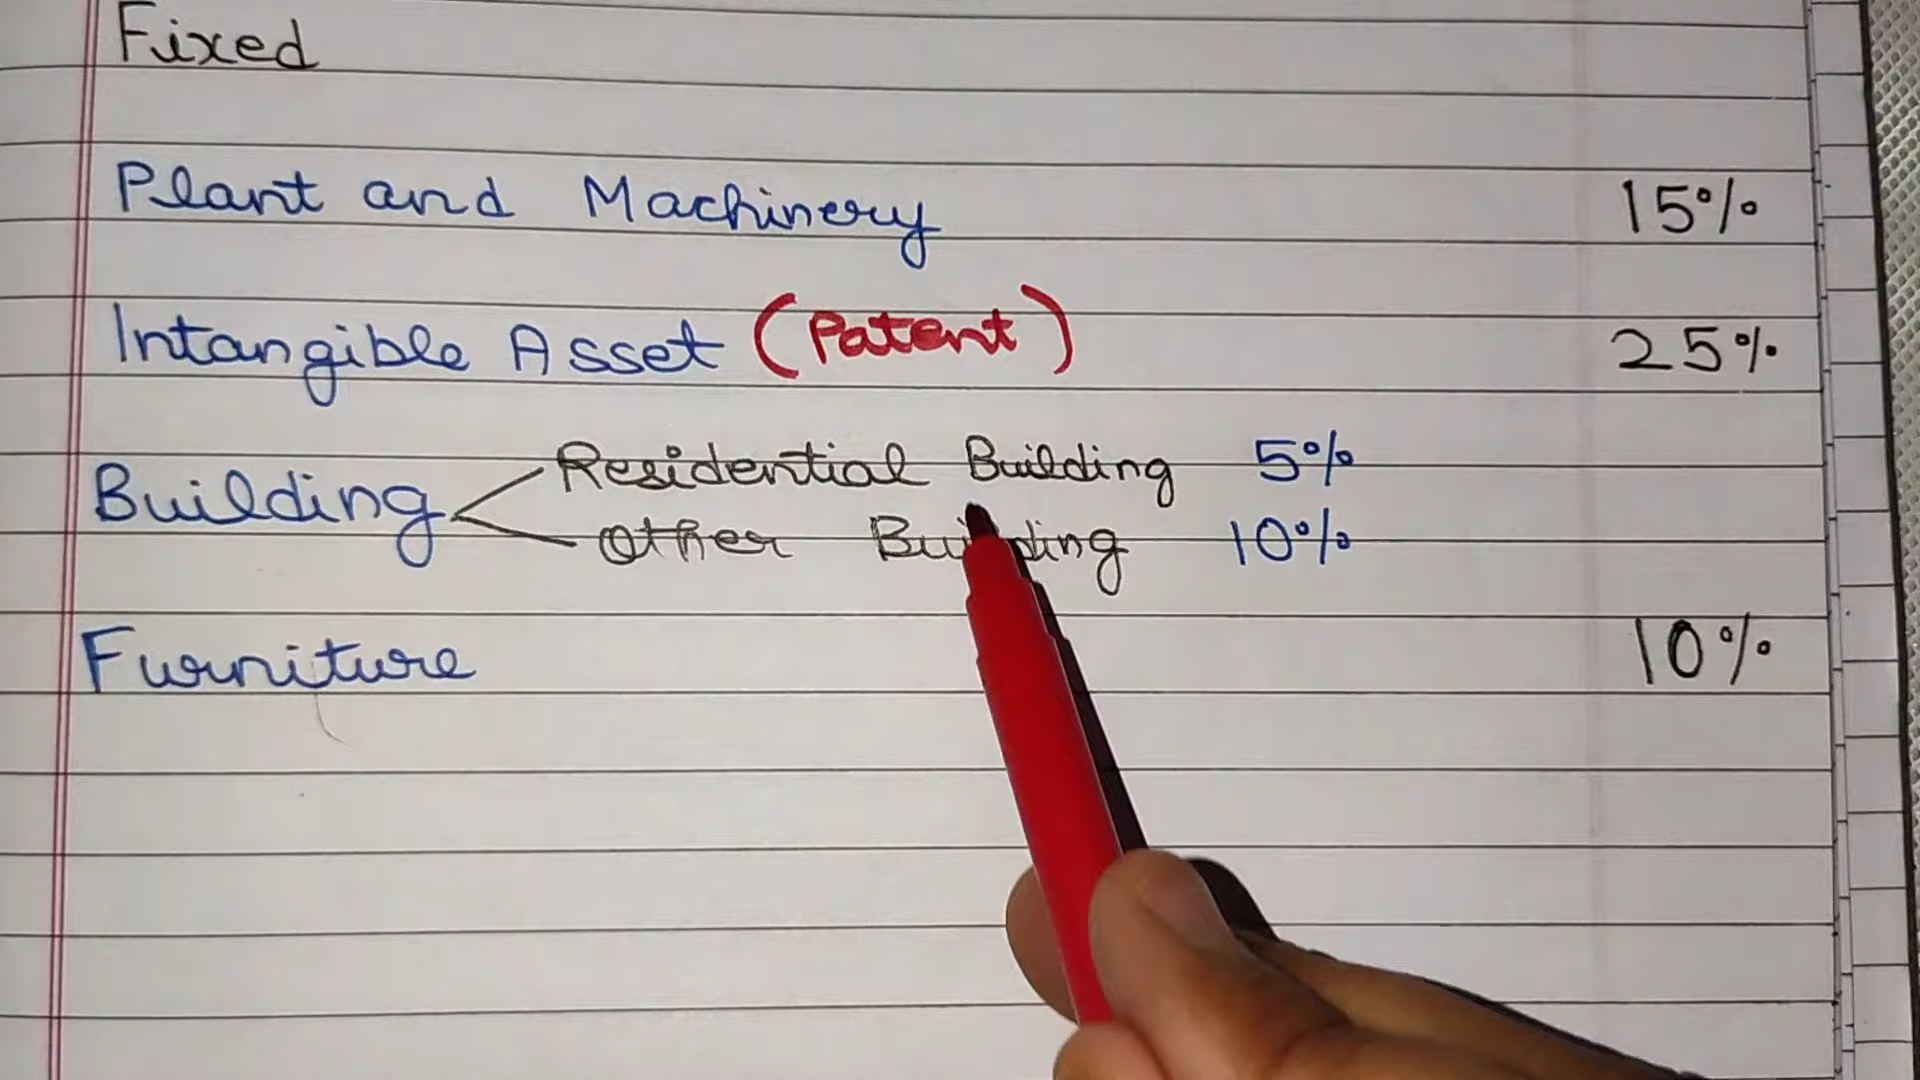 Fixed
Plant and Machinery 15%
Intangible Asset (Patent) 25%
Building
Residential Building 5%
Other Building 10%
Furniture 10%